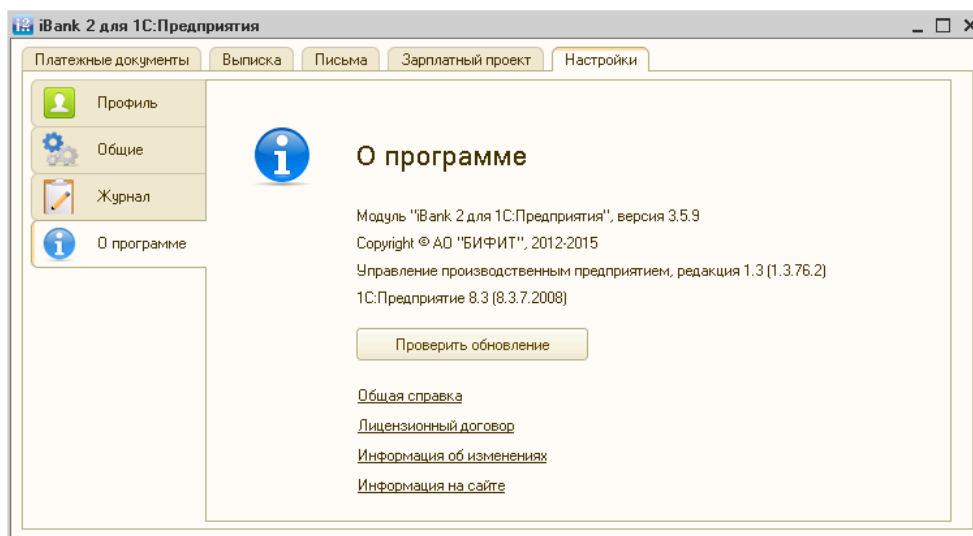 iBank 2 для 1С:Предприятия
Платежные документы Выписка Письма Зарплатный проект Настройки
Профиль
Общие
Журнал
О программе
О программе
Модуль "iBank 2 для 1С:Предприятия", версия 3.5.9
Copyright © АО "БИФИТ", 2012-2015
Управление производственным предприятием, редакция 1.3 (1.3.76.2)
1С:Предприятие 8.3 (8.3.7.2008)
Проверить обновление
Общая справка
Лицензионный договор
Информация об изменениях
Информация на сайте